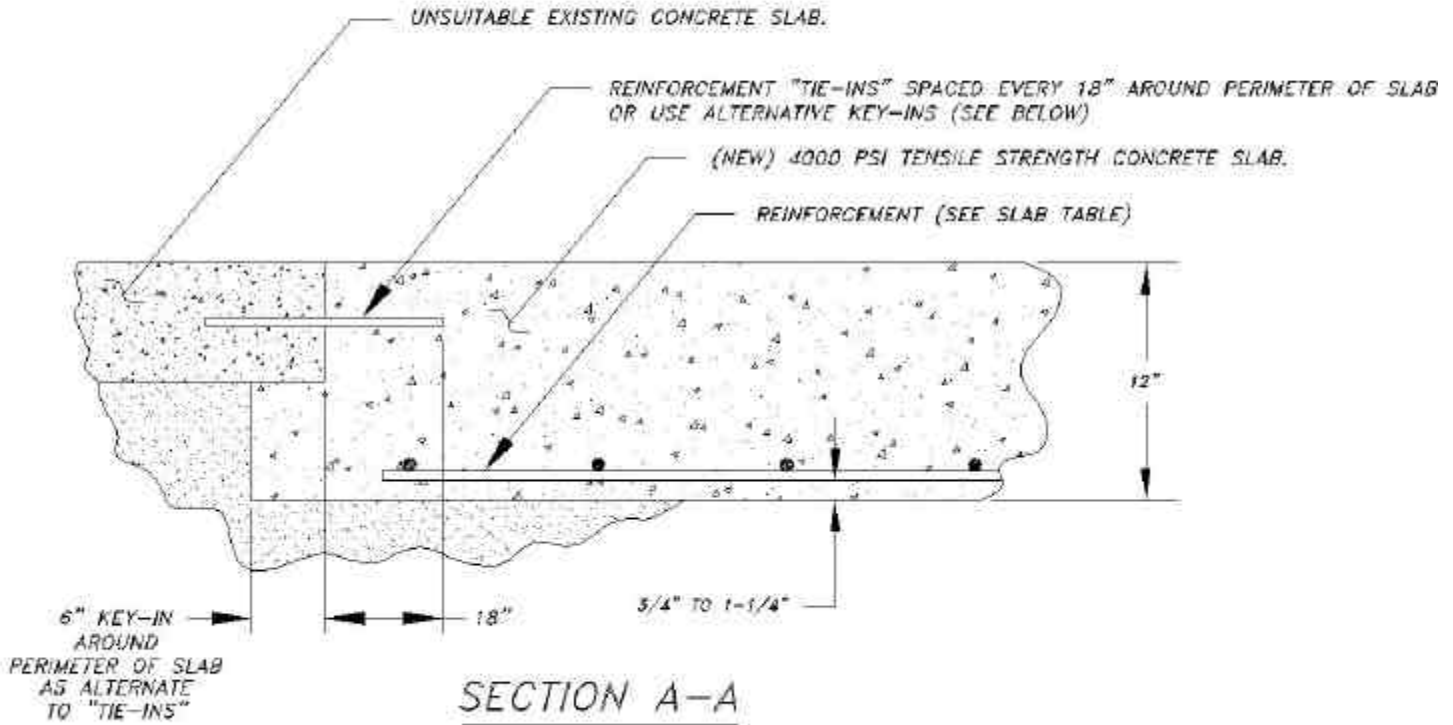 UNSUITABLE EXISTING CONCRETE SLAB.
REINFORCEMENT "TIE-INS" SPACED EVERY 18" AROUND PERIMETER OF SLAB
OR USE ALTERNATIVE KEY-INS (SEE BELOW)
(NEW) 4000 PSI TENSILE STRENGTH CONCRETE SLAB.
REINFORCEMENT (SEE SLAB TABLE)
12"
6" KEY-IN
AROUND
PERIMETER OF SLAB
AS ALTERNATE
TO "TIE-INS"
18"
3/4" TO 1-1/4"
SECTION A-A